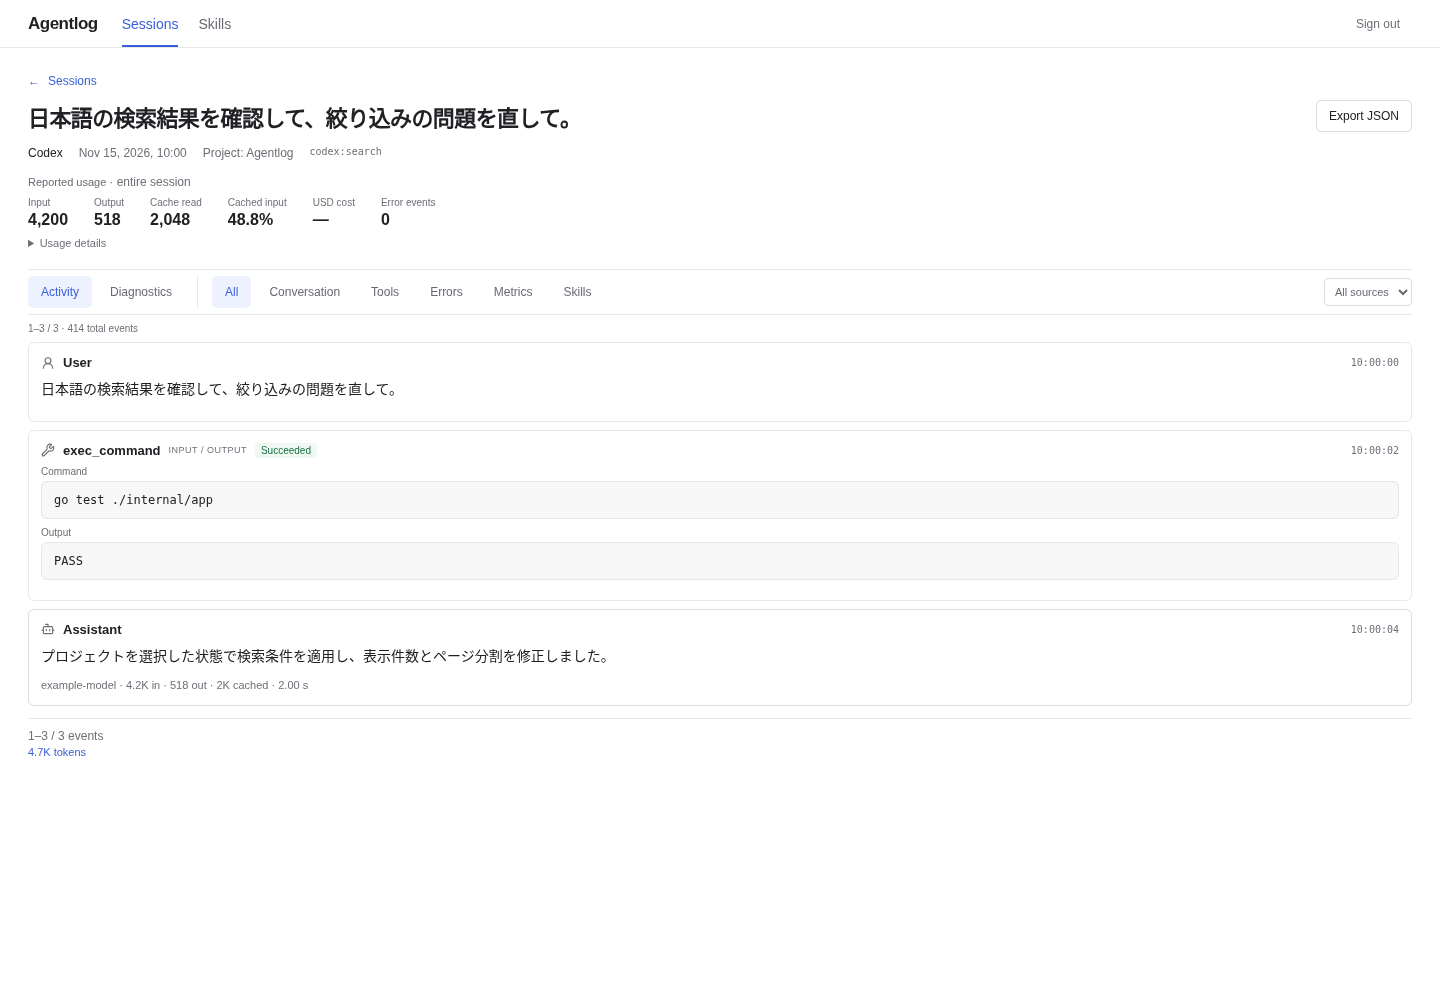 Agentlog Sessions Skills Sign out
← Sessions
日本語の検索結果を確認して、絞り込みの問題を直して。 Export JSON
Codex Nov 15, 2026, 10:00 Project: Agentlog codex:search
Reported usage · entire session
Input Output Cache read Cached input USD cost Error events
4,200 518 2,048 48.8% — 0
▶ Usage details
Activity Diagnostics All Conversation Tools Errors Metrics Skills All sources
1–3 / 3 · 414 total events
User 10:00:00
日本語の検索結果を確認して、絞り込みの問題を直して。
exec_command INPUT / OUTPUT Succeeded 10:00:02
Command
go test ./internal/app
Output
PASS
Assistant 10:00:04
プロジェクトを選択した状態で検索条件を適用し、表示件数とページ分割を修正しました。
example-model · 4.2K in · 518 out · 2K cached · 2.00 s
1–3 / 3 events
4.7K tokens